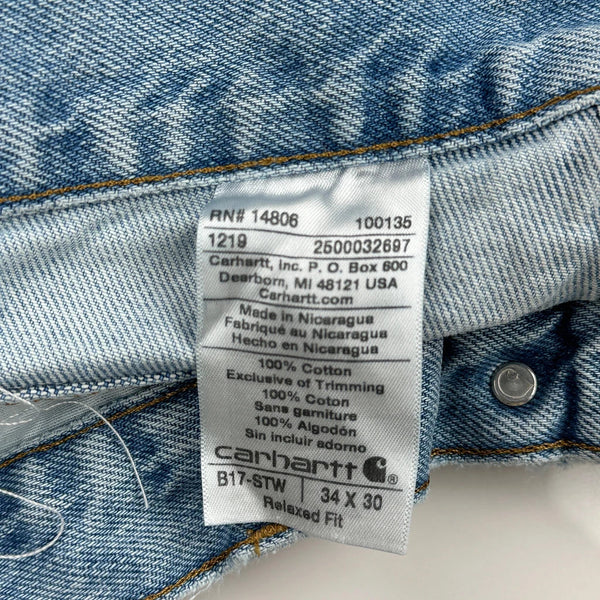 RN# 14806 100135
1219 2500032697
Carhartt, Inc. P. O. Box 600
Dearborn, MI 48121 USA
Carhartt.com
Made in Nicaragua
Fabriqué au Nicaragua
Hecho en Nicaragua
100% Cotton
Exclusive of Trimming
100% Coton
Sans garniture
100% Algodón
Sin incluir adorno
carhartt ®
B17-STW 34 X 30
Relaxed Fit